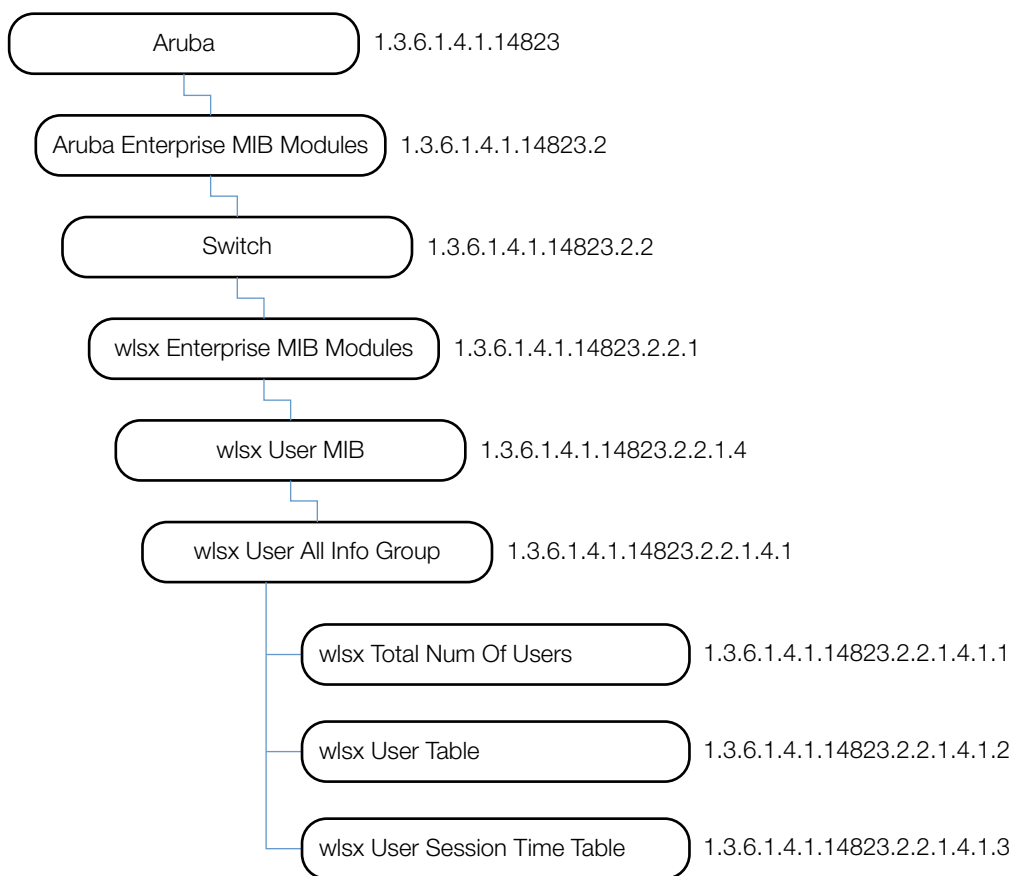 Aruba 1.3.6.1.4.1.14823
Aruba Enterprise MIB Modules 1.3.6.1.4.1.14823.2
Switch 1.3.6.1.4.1.14823.2.2
wlsx Enterprise MIB Modules 1.3.6.1.4.1.14823.2.2.1
wlsx User MIB 1.3.6.1.4.1.14823.2.2.1.4
wlsx User All Info Group 1.3.6.1.4.1.14823.2.2.1.4.1
wlsx Total Num Of Users 1.3.6.1.4.1.14823.2.2.1.4.1.1
wlsx User Table 1.3.6.1.4.1.14823.2.2.1.4.1.2
wlsx User Session Time Table 1.3.6.1.4.1.14823.2.2.1.4.1.3